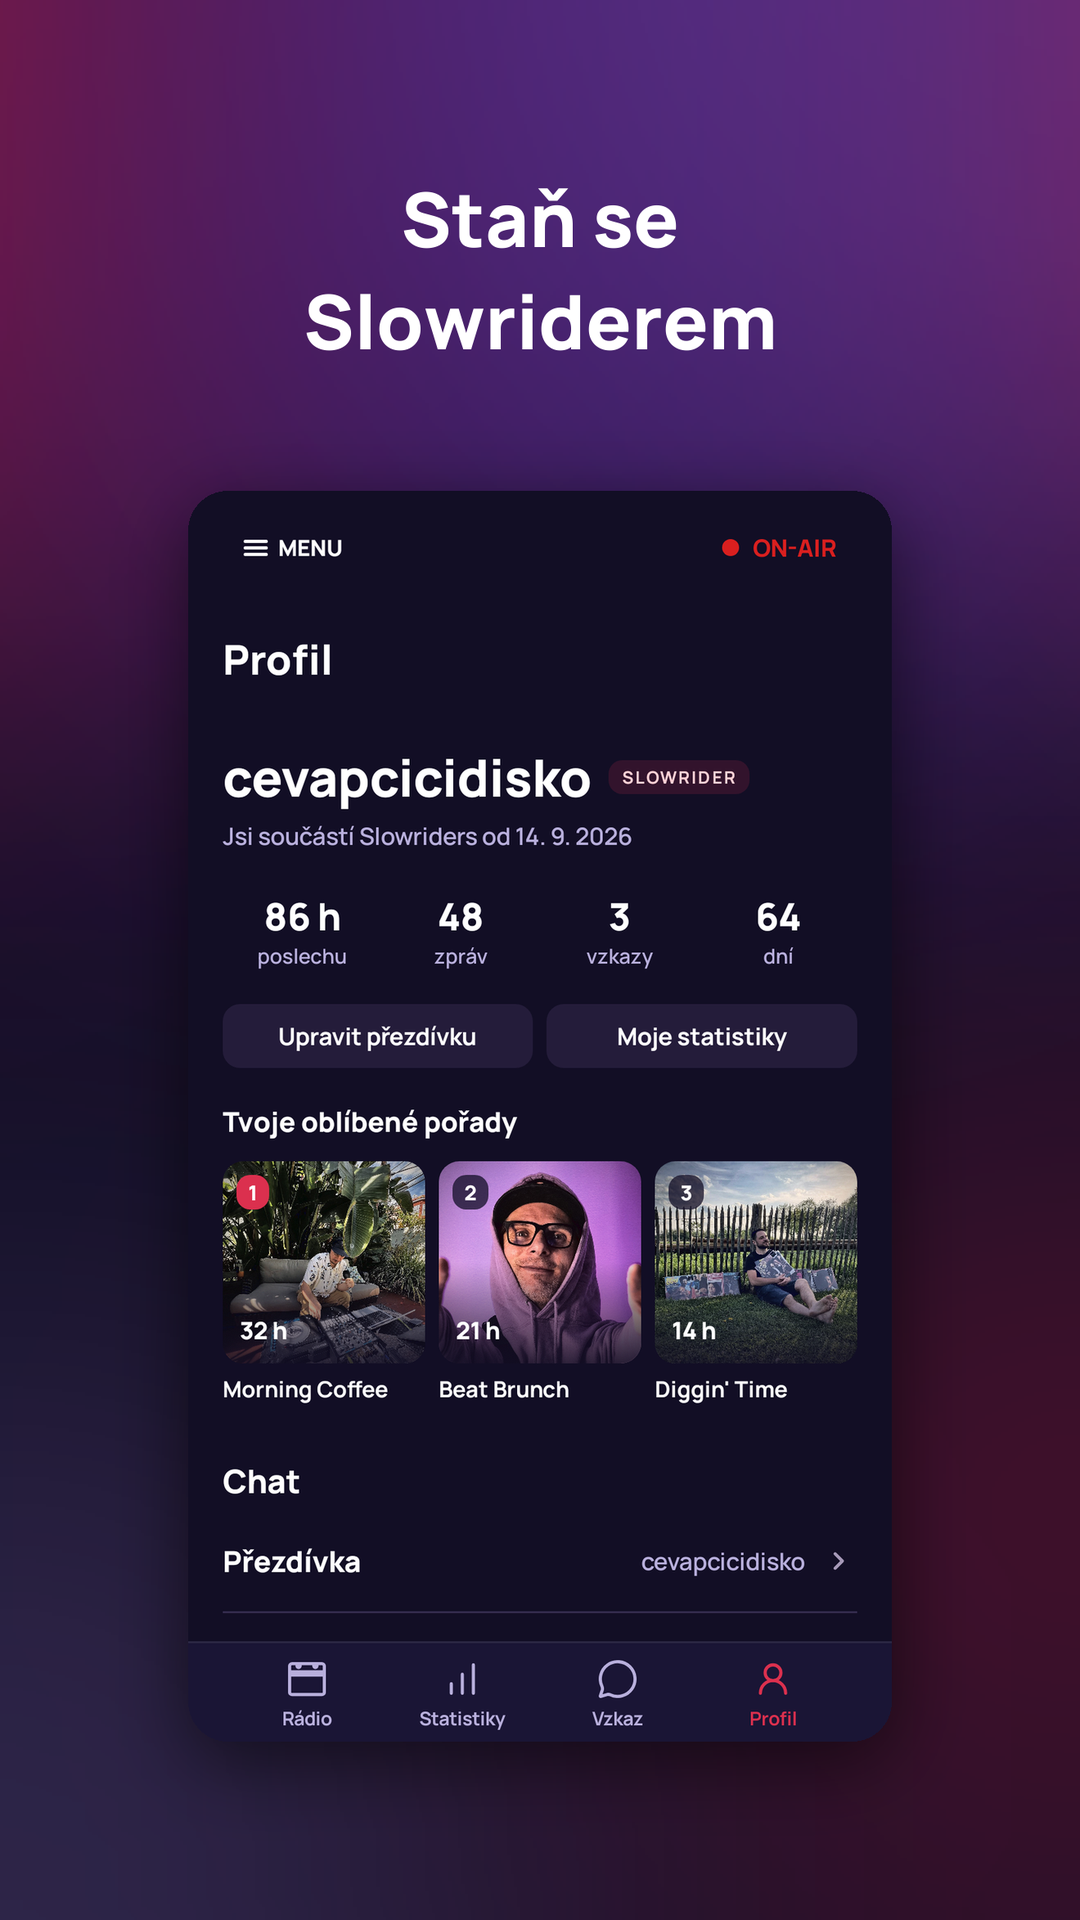 Staň se
Slowriderem
MENU
ON-AIR
Profil
cevapcicidisko SLOWRIDER
Jsi součástí Slowriders od 14. 9. 2026
86 h 48 3 64
poslechu zpráv vzkazy dní
Upravit přezdívku Moje statistiky
Tvoje oblíbené pořady
1 2 3
32 h 21 h 14 h
Morning Coffee Beat Brunch Diggin' Time
Chat
Přezdívka cevapcicidisko
Rádio Statistiky Vzkaz Profil